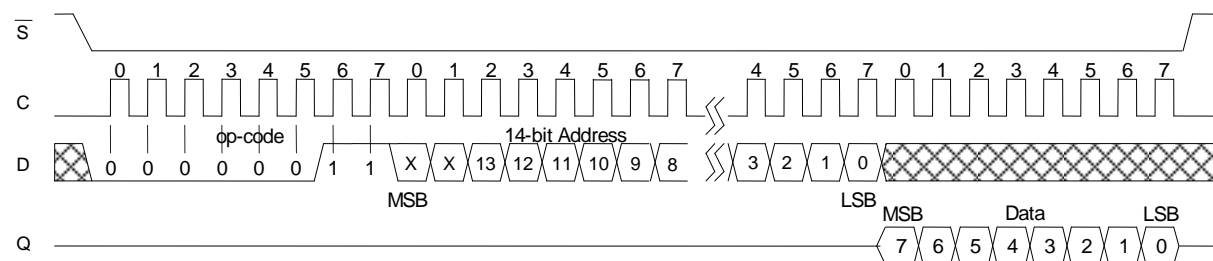 S
0 1 2 3 4 5 6 7 0 1 2 3 4 5 6 7 4 5 6 7 0 1 2 3 4 5 6 7
C
op-code 14-bit Address
D 0 0 0 0 0 0 1 1 X X 13 12 11 10 9 8 3 2 1 0
MSB LSB MSB Data LSB
Q 7 6 5 4 3 2 1 0